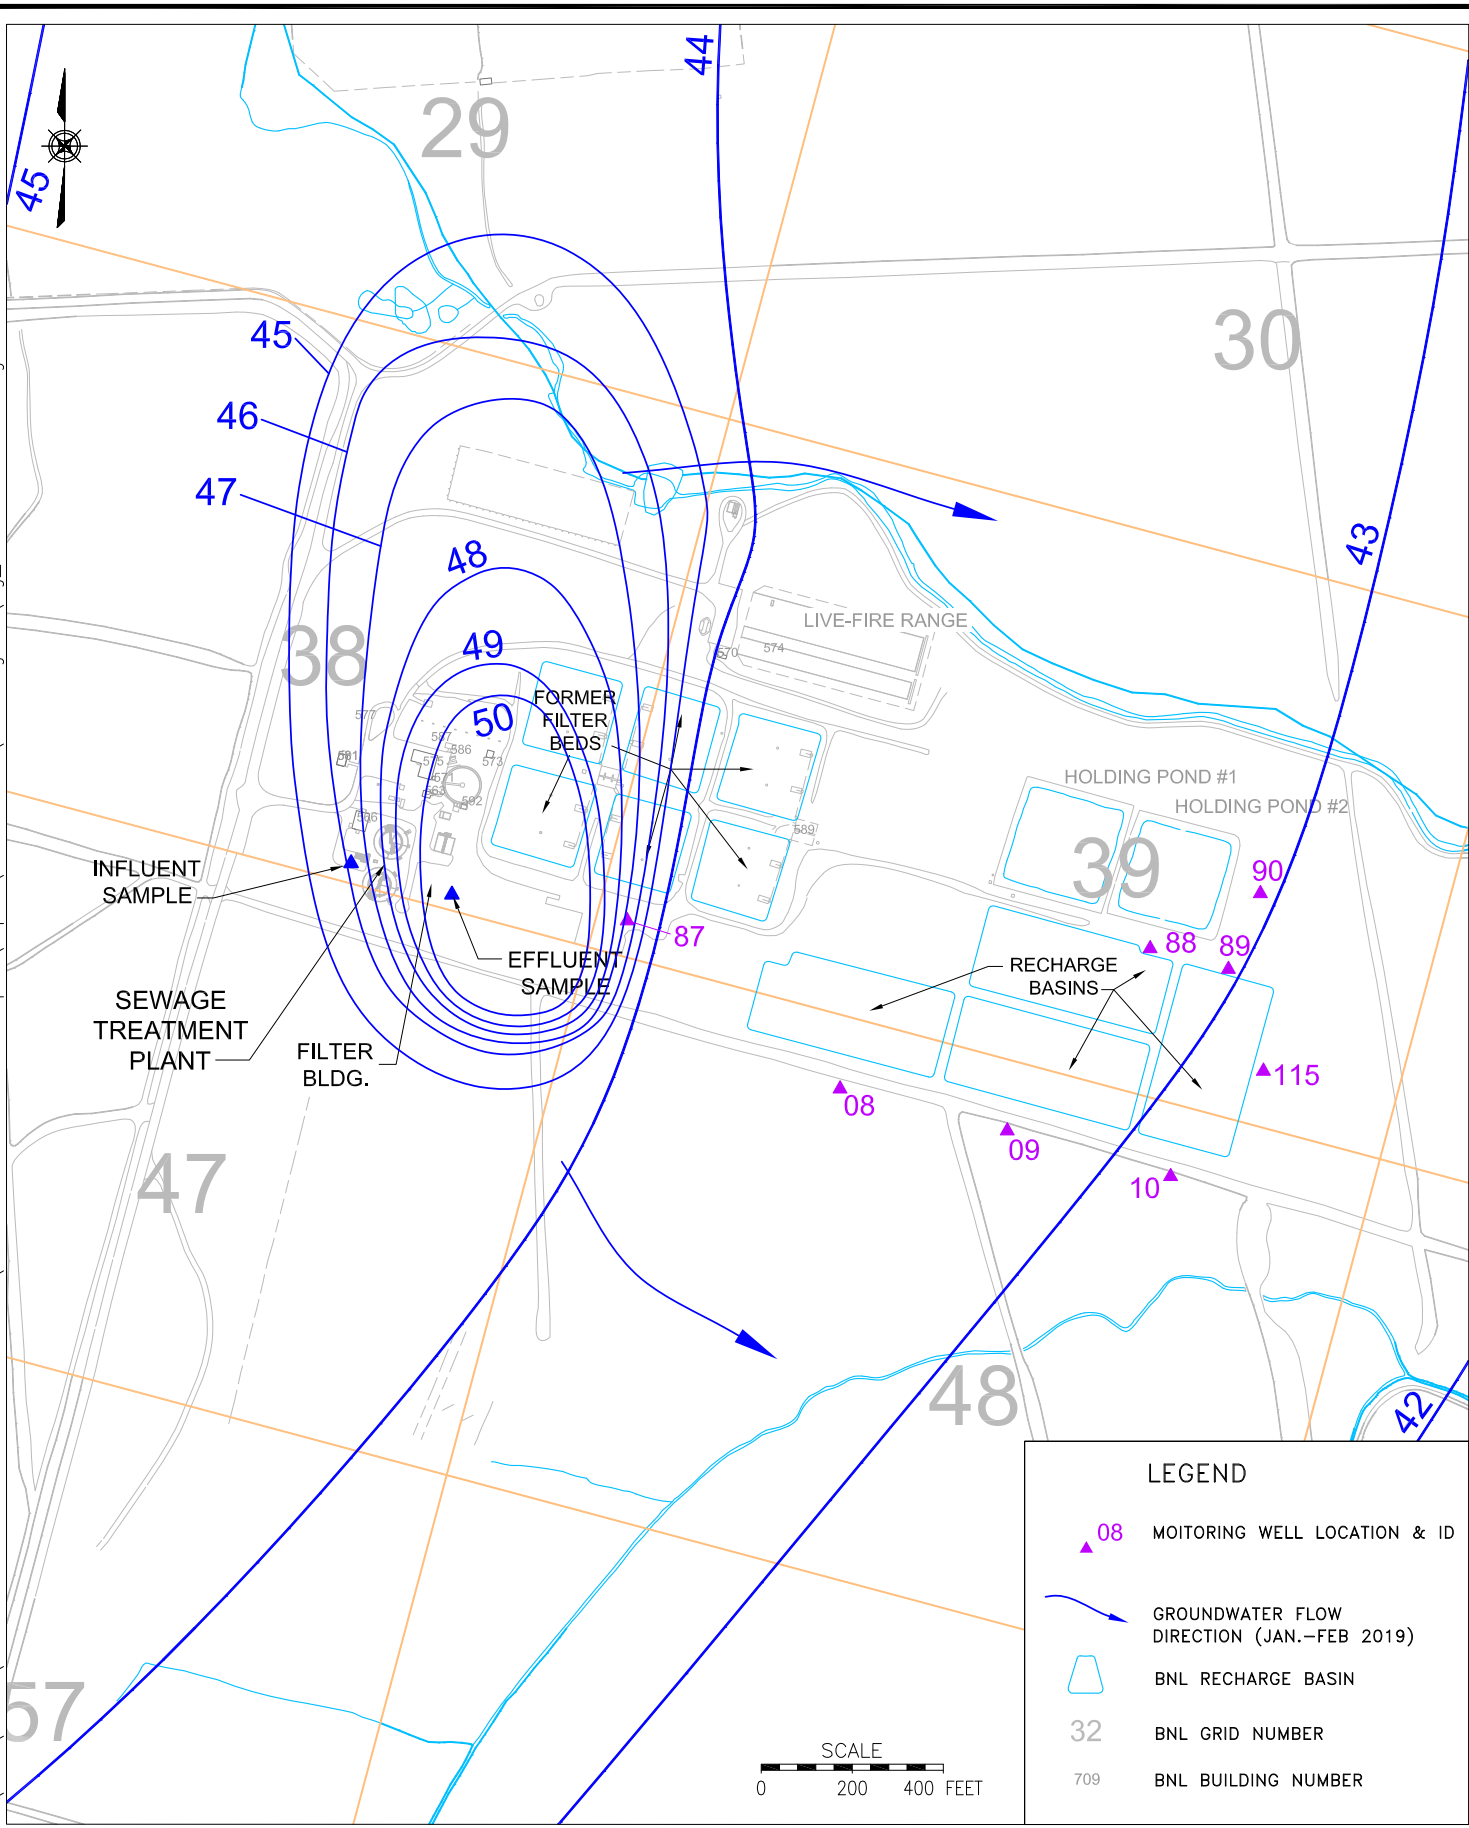 44
29
45
30
45
46
47
43
48
LIVE-FIRE RANGE
38
49
574
570
FORMER
FILTER
BEDS
50
577
587
586
575
573
571
592
566
589
HOLDING POND #1
HOLDING POND #2
39
INFLUENT
SAMPLE
90
87
88
89
EFFLUENT
SAMPLE
RECHARGE
BASINS
SEWAGE
TREATMENT
PLANT
FILTER
BLDG.
115
08
09
10
47
48
42
57
LEGEND
08 MOITORING WELL LOCATION & ID
GROUNDWATER FLOW
DIRECTION (JAN.-FEB 2019)
BNL RECHARGE BASIN
32 BNL GRID NUMBER
709 BNL BUILDING NUMBER
SCALE
0 200 400 FEET